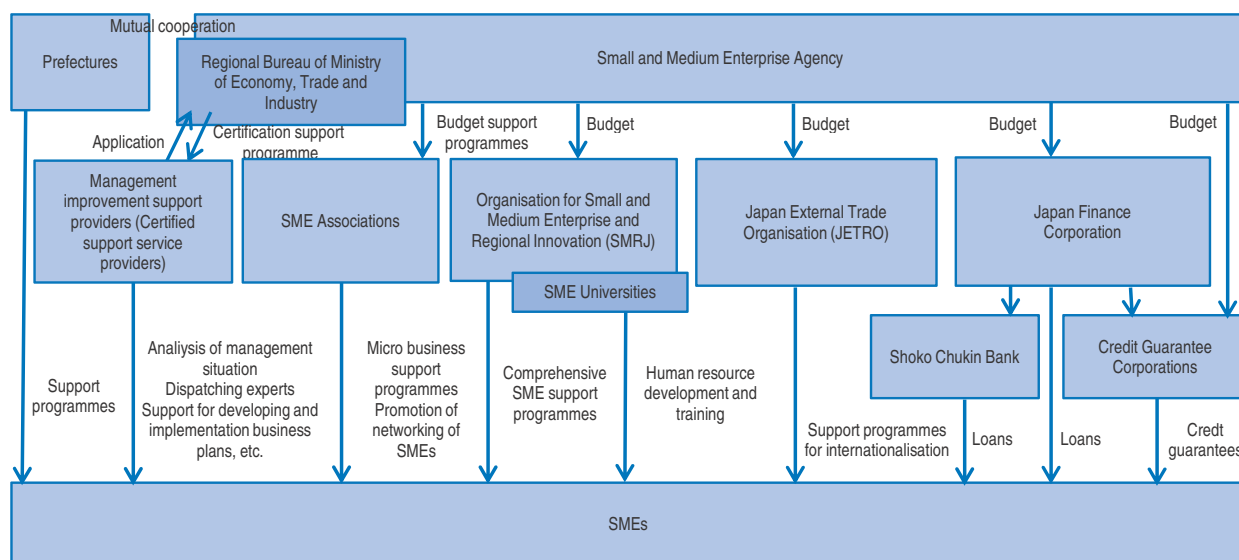 Mutual cooperation
Prefectures
Regional Bureau of Ministry
of Economy, Trade and
Industry
Small and Medium Enterprise Agency
Application
Certification support
programme
Budget support
programmes
Budget
Budget
Budget
Budget
Management
improvement support
providers (Certified
support service
providers)
SME Associations
Organisation for Small and
Medium Enterprise and
Regional Innovation (SMRJ)
SME Universities
Japan External Trade
Organisation (JETRO)
Japan Finance
Corporation
Shoko Chukin Bank
Credit Guarantee
Corporations
Support
programmes
Analiysis of management
situation
Dispatching experts
Support for developing and
implementation business
plans, etc.
Micro business
support
programmes
Promotion of
networking of
SMEs
Comprehensive
SME support
programmes
Human resource
development and
training
Support programmes
for internationalisation
Loans
Loans
Credt
guarantees
SMEs